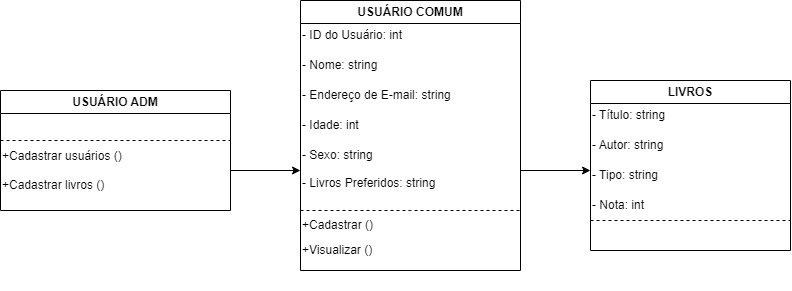 USUÁRIO ADM
+Cadastrar usuários ()
+Cadastrar livros ()
USUÁRIO COMUM
- ID do Usuário: int
- Nome: string
- Endereço de E-mail: string
- Idade: int
- Sexo: string
- Livros Preferidos: string
+Cadastrar ()
+Visualizar ()
LIVROS
- Título: string
- Autor: string
- Tipo: string
- Nota: int